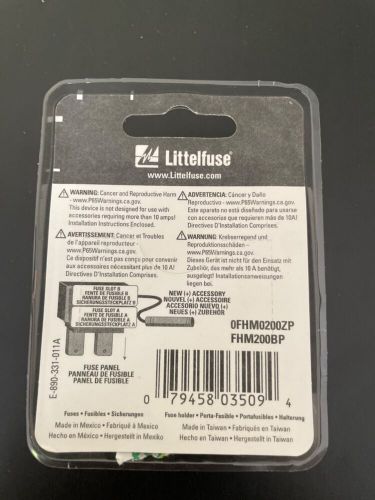 Littelfuse®
www.Littelfuse.com
WARNING: Cancer and Reproductive Harm
- www.P65Warnings.ca.gov.
This device is not designed for use with
accessories requiring more than 10 amps!
Installation Instructions Enclosed.
ADVERTENCIA: Cáncer y Daño
Reproductivo - www.P65Warnings.ca.gov.
Este aparato no está diseñado para usarse
con accesorios que requieren más de 10A!
Directives D'Installation Comprises.
AVERTISSEMENT: Cancer et Troubles
de l'appareil reproducteur -
www.P65Warnings.ca.gov.
Ce dispositif n'est pas conçu pour convenir
aux accessoires nécessitant plus de 10 A!
Directives D'Installation Comprises.
WARNUNG: Krebserregend und
Reproduktionsschäden -
www.P65Warnings.ca.gov.
Dieses Gerät ist nicht für den Einsatz mit
Zubehör, das mehr als 10 A benötigt,
ausgelegt! Installationsanweisungen
liegen bei.
FUSE SLOT B
FENTE DE FUSIBLE B
RANURA DE FUSIBLE B
SICHERUNGSSTECKPLATZ B
FUSE SLOT A
FENTE DE FUSIBLE A
RANURA DE FUSIBLE A
SICHERUNGSSTECKPLATZ A
NEW (+) ACCESSORY
NOUVEL (+) ACCESSOIRE
ACCESORIO NUEVO (+)
NEUES (+) ZUBEHÖR
FUSE PANEL
PANNEAU DE FUSIBLE
PANEL DE FUSIBLE
0FHM0200ZP
FHM200BP
E-890-331-011A
0 79458 03509 4
Fuses • Fusibles • Sicherungen
Made in Mexico • Fabriqué à Mexico
Hecho en México • Hergestellt in Mexiko
Fuse holder • Porta-Fusible • Portafusibles • Halterung
Made in Taiwan • Fabriqués en Taiwan
Hecho en Taiwán • Hergestellt in Taiwan